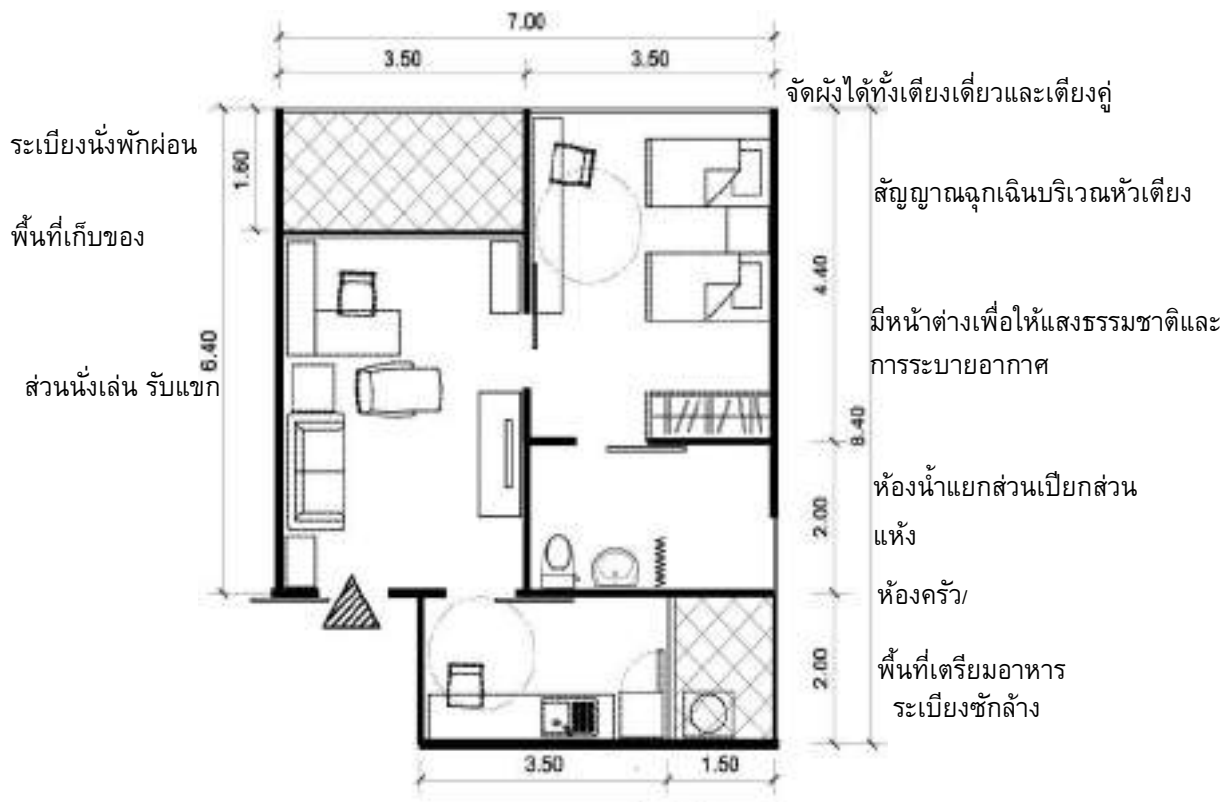 7.00
3.50 3.50
จัดผังได้ทั้งเตียงเดี่ยวและเตียงคู่
ระเบียงนั่งพักผ่อน
1.60
สัญญาณฉุกเฉินบริเวณหัวเตียง
พื้นที่เก็บของ
4.40
มีหน้าต่างเพื่อให้แสงธรรมชาติและ
การระบายอากาศ
6.40
ส่วนนั่งเล่น รับแขก
8.40
ห้องน้ำแยกส่วนเปียกส่วน
แห้ง
2.00
ห้องครัว/
พื้นที่เตรียมอาหาร
2.00
ระเบียงซักล้าง
3.50 1.50